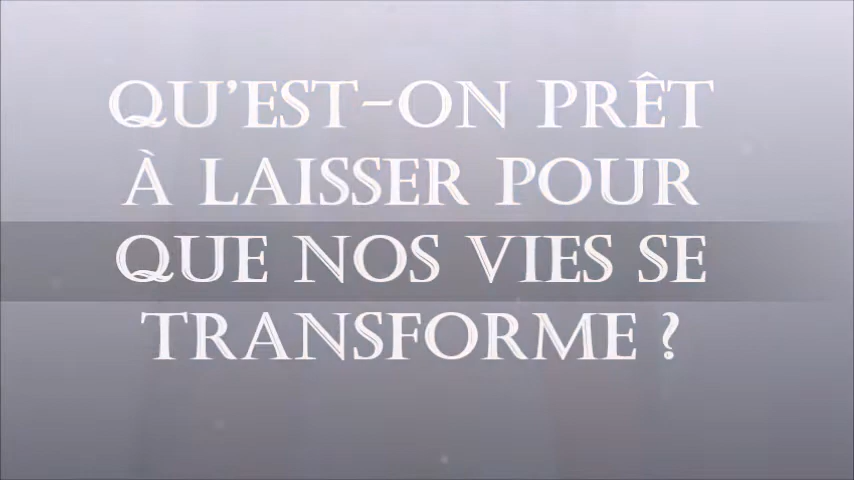 QU'EST-ON PRÊT
À LAISSER POUR
QUE NOS VIES SE
TRANSFORME ?